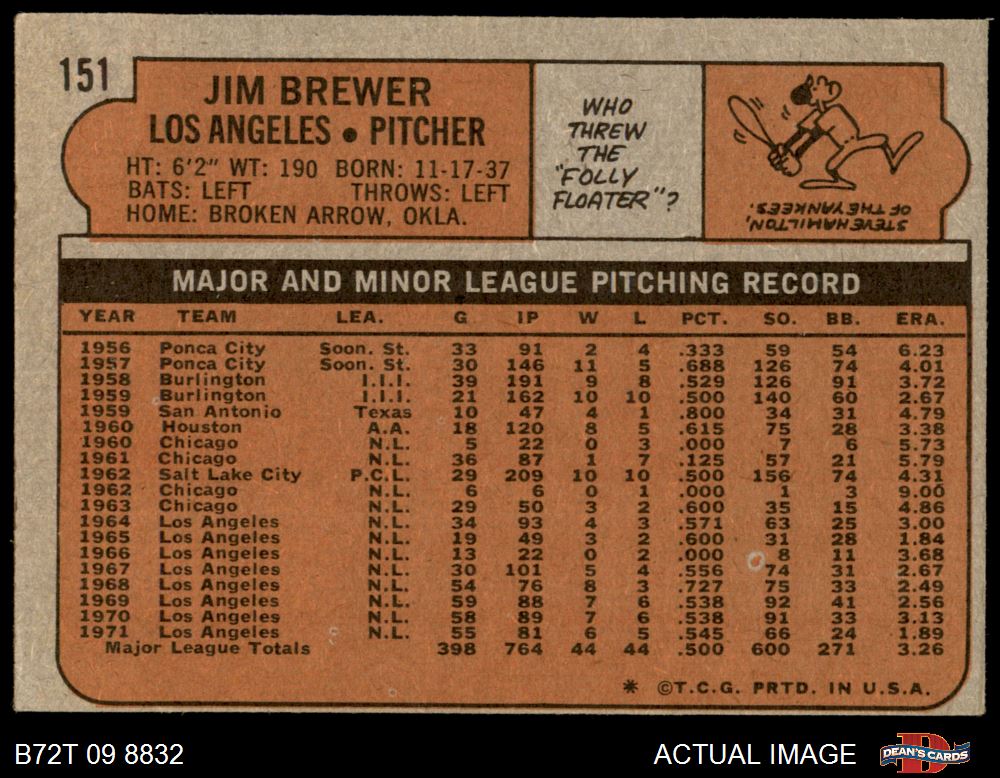 151
JIM BREWER
LOS ANGELES • PITCHER
HT: 6'2" WT: 190 BORN: 11-17-37
BATS: LEFT THROWS: LEFT
HOME: BROKEN ARROW, OKLA.
WHO
THREW
THE
"FOLLY
FLOATER"?
STEVE HAMILTON,
OF THE YANKEES.
MAJOR AND MINOR LEAGUE PITCHING RECORD
YEAR TEAM LEA. G IP W L PCT. SO. BB. ERA.
1956 Ponca City Soon. St. 33 91 2 4 .333 59 54 6.23
1957 Ponca City Soon. St. 30 146 11 5 .688 126 74 4.01
1958 Burlington I.I.I. 39 191 9 8 .529 126 91 3.72
1959 Burlington I.I.I. 21 162 10 10 .500 140 60 2.67
1959 San Antonio Texas 10 47 4 1 .800 34 31 4.79
1960 Houston A.A. 18 120 8 5 .615 75 28 3.38
1960 Chicago N.L. 5 22 0 3 .000 7 6 5.73
1961 Chicago N.L. 36 87 1 7 .125 57 21 5.79
1962 Salt Lake City P.C.L. 29 209 10 10 .500 156 74 4.31
1962 Chicago N.L. 6 6 0 1 .000 1 3 9.00
1963 Chicago N.L. 29 50 3 2 .600 35 15 4.86
1964 Los Angeles N.L. 34 93 4 3 .571 63 25 3.00
1965 Los Angeles N.L. 19 49 3 2 .600 31 28 1.84
1966 Los Angeles N.L. 13 22 0 2 .000 8 11 3.68
1967 Los Angeles N.L. 30 101 5 4 .556 74 31 2.67
1968 Los Angeles N.L. 54 76 8 3 .727 75 33 2.49
1969 Los Angeles N.L. 59 88 7 6 .538 92 41 2.56
1970 Los Angeles N.L. 58 89 7 6 .538 91 33 3.13
1971 Los Angeles N.L. 55 81 6 5 .545 66 24 1.89
Major League Totals 398 764 44 44 .500 600 271 3.26
* ©T.C.G. PRTD. IN U.S.A.
B72T 09 8832
ACTUAL IMAGE
DEAN'S CARDS